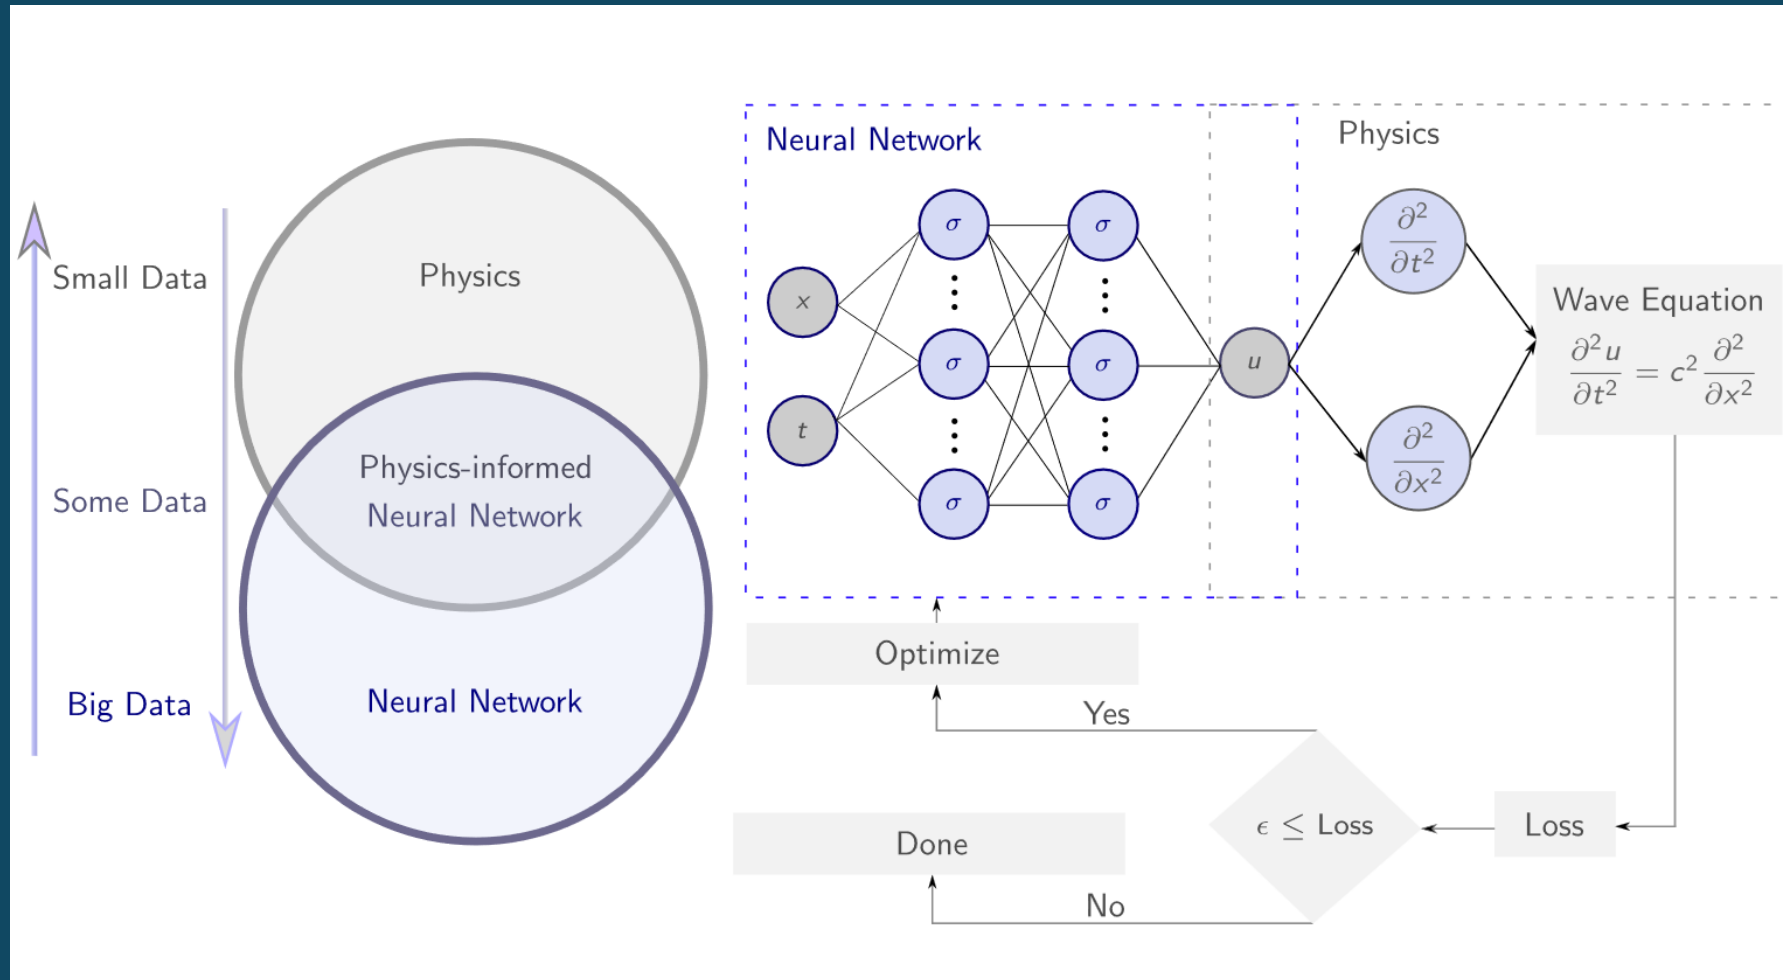 Small Data
Some Data
Big Data
Physics
Physics-informed
Neural Network
Neural Network
Neural Network
x
t
σ
σ
σ
σ
σ
σ
u
Physics
∂²/∂t²
∂²/∂x²
Wave Equation
∂²u/∂t² = c² ∂²/∂x²
Optimize
Yes
ϵ ≤ Loss
Loss
Done
No